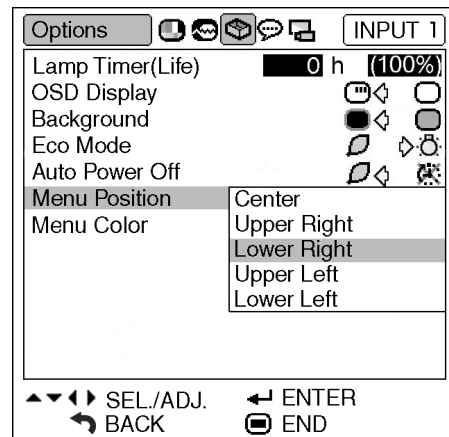 Options INPUT 1
Lamp Timer(Life) 0 h (100%)
OSD Display
Background
Eco Mode
Auto Power Off
Menu Position Center
Menu Color Upper Right
Lower Right
Upper Left
Lower Left
SEL./ADJ. ENTER
BACK END